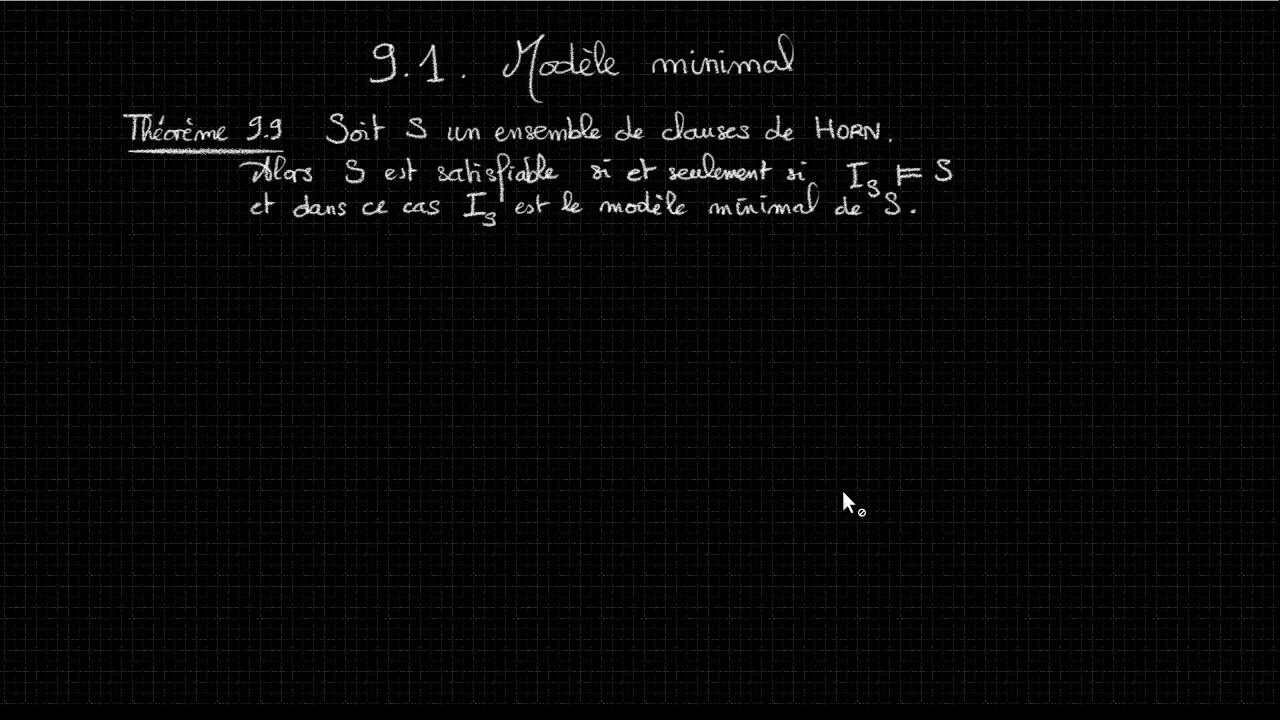 9.1. Modèle minimal
Théorème 9.9 Soit S un ensemble de clauses de HORN.
Alors S est satisfiable si et seulement si I_S ⊨ S
et dans ce cas I_S est le modèle minimal de S.